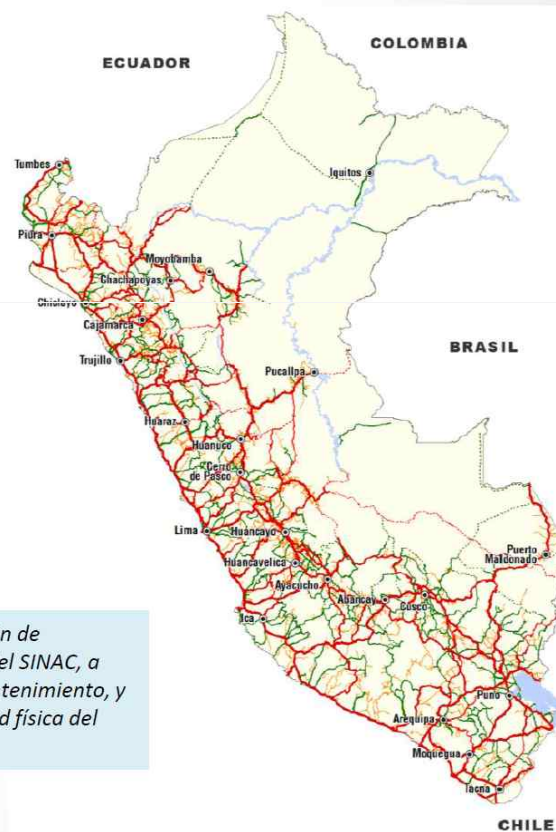 COLOMBIA
ECUADOR
Tumbes
Iquitos
Piura
Moyobamba
Chachapoyas
Chiclayo
Cajamarca
BRASIL
Trujillo
Pucallpa
Huaraz
Huanuco
Cerro
de Pasco
Lima
Huancayo
Puerto
Maldonado
Huancavelica
Ayacucho
Abancay
Cusco
Ica
n de
el SINAC, a
tenimiento, y
d física del
Puno
Arequipa
Moquegua
Tacna
CHILE